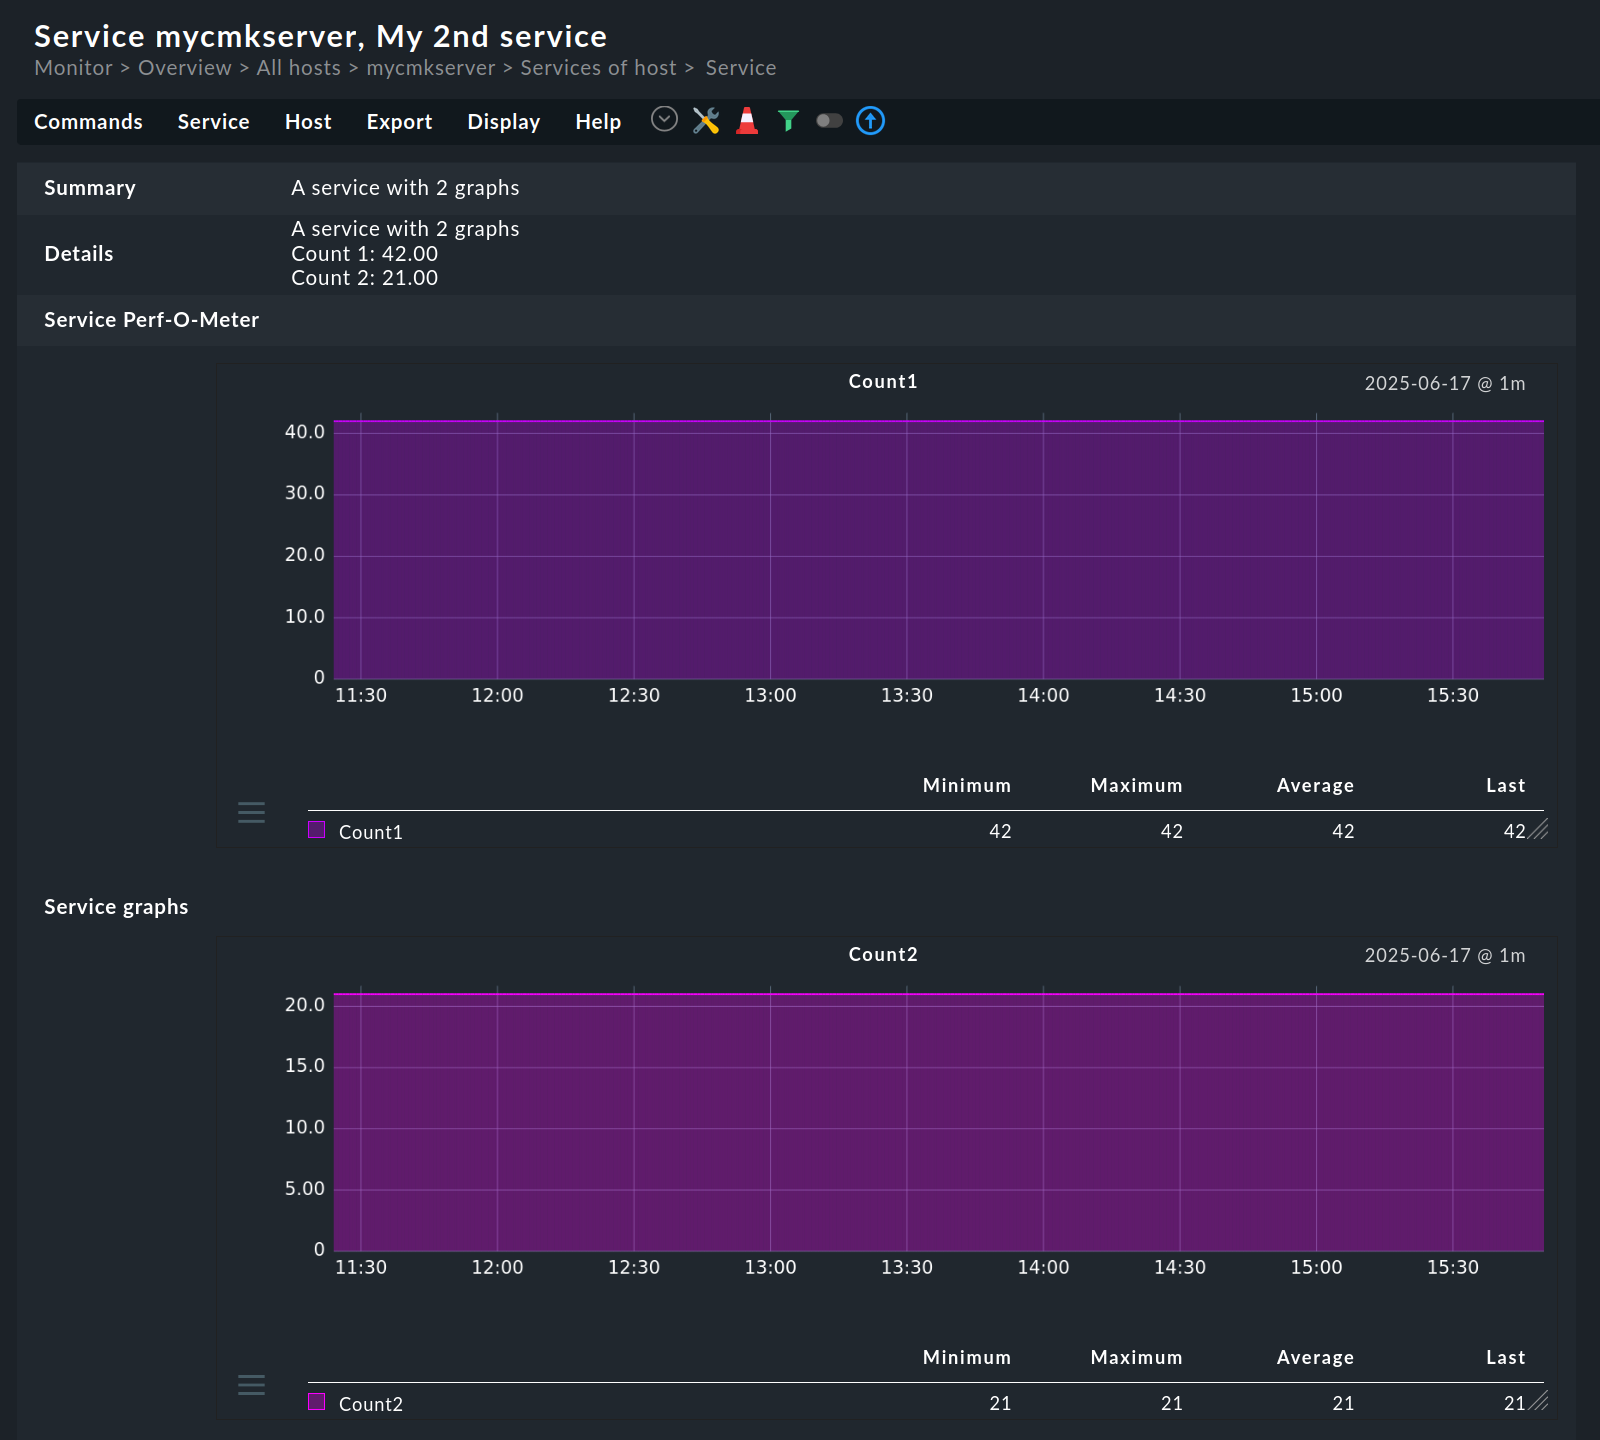 Service mycmkserver, My 2nd service
Monitor > Overview > All hosts > mycmkserver > Services of host > Service
Commands Service Host Export Display Help
Summary A service with 2 graphs
Details A service with 2 graphs
Count 1: 42.00
Count 2: 21.00
Service Perf-O-Meter
Count1 2025-06-17 @ 1m
40.0
30.0
20.0
10.0
0
11:30 12:00 12:30 13:00 13:30 14:00 14:30 15:00 15:30
Minimum Maximum Average Last
Count1 42 42 42 42
Service graphs
Count2 2025-06-17 @ 1m
20.0
15.0
10.0
5.00
0
11:30 12:00 12:30 13:00 13:30 14:00 14:30 15:00 15:30
Minimum Maximum Average Last
Count2 21 21 21 21